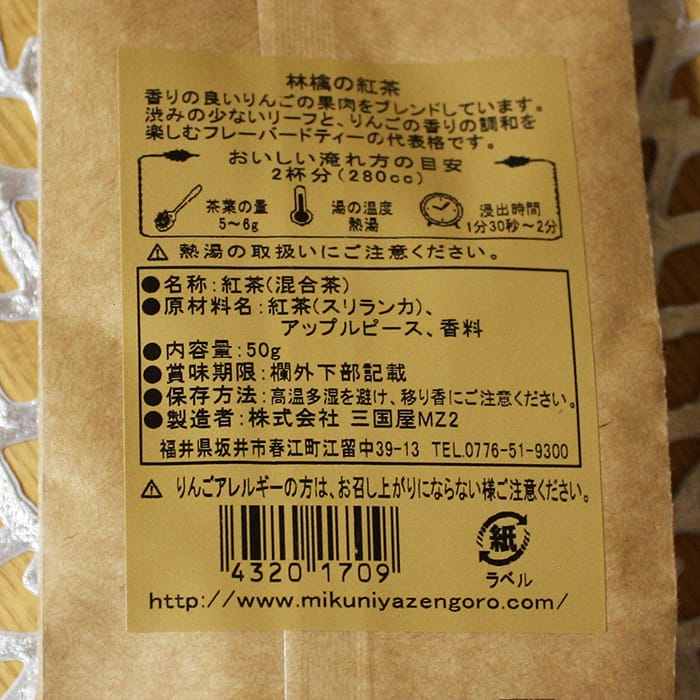 林檎の紅茶
香りの良いりんごの果肉をブレンドしています。
渋みの少ないリーフと、りんごの香りの調和を
楽しむフレーバードティーの代表格です。
おいしい淹れ方の目安
2杯分(280cc)
茶葉の量 湯の温度 浸出時間
5~6g 熱湯 1分30秒~2分
⚠ 熱湯の取扱いにご注意ください。
●名称:紅茶(混合茶)
●原材料名:紅茶(スリランカ)、
アップルピース、香料
●内容量:50g
●賞味期限:欄外下部記載
●保存方法:高温多湿を避け、移り香にご注意ください。
●製造者:株式会社 三国屋MZ2
福井県坂井市春江町江留中39-13 TEL.0776-51-9300
⚠ りんごアレルギーの方は、お召し上がりにならない様ご注意ください。
4320 1709
紙
ラベル
http://www.mikuniyazengoro.com/